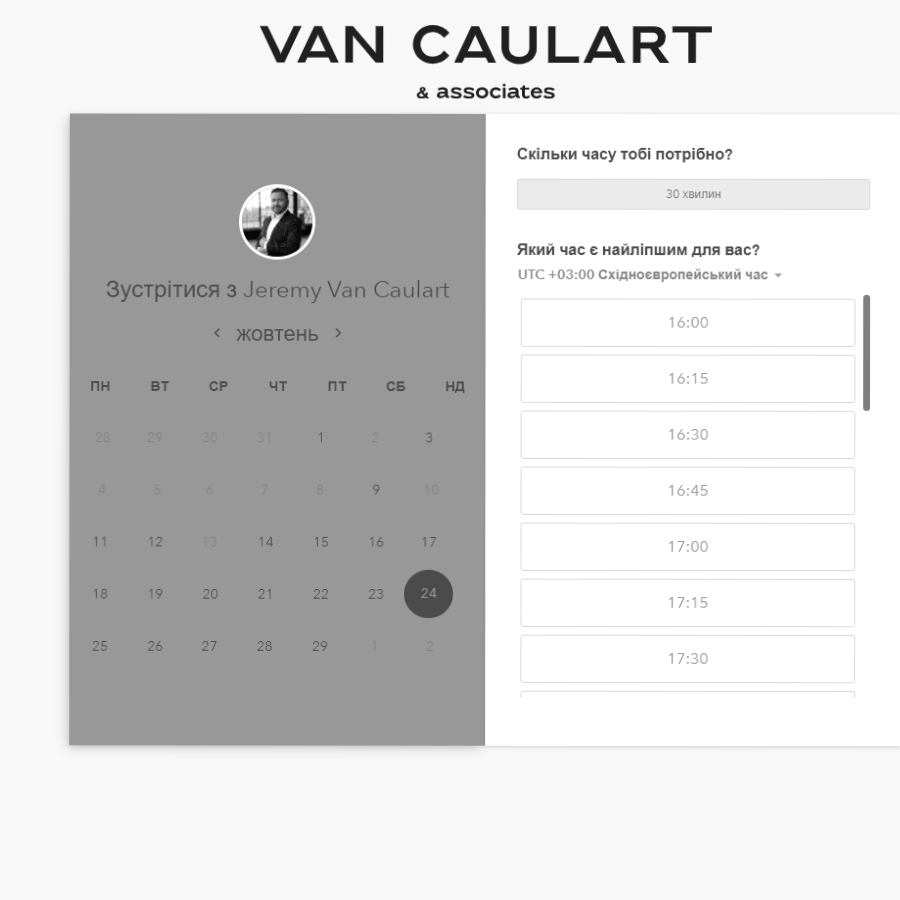 VAN CAULART
& associates
Зустрітися з Jeremy Van Caulart
жовтень
ПН ВТ СР ЧТ ПТ СБ НД
28 29 30 31 1 2 3
4 5 6 7 8 9 10
11 12 13 14 15 16 17
18 19 20 21 22 23 24
25 26 27 28 29 1 2
Скільки часу тобі потрібно?
30 хвилин
Який час є найліпшим для вас?
UTC +03:00 Східноєвропейський час
16:00
16:15
16:30
16:45
17:00
17:15
17:30